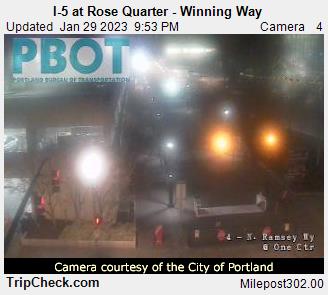 I-5 at Rose Quarter - Winning Way
Updated Jan 29 2023 9:53 PM Camera 4
PBOT
PORTLAND BUREAU OF TRANSPORTATION
4 - N. Ramsey Wy
@ One Ctr
Camera courtesy of the City of Portland
TripCheck.com Milepost302.00